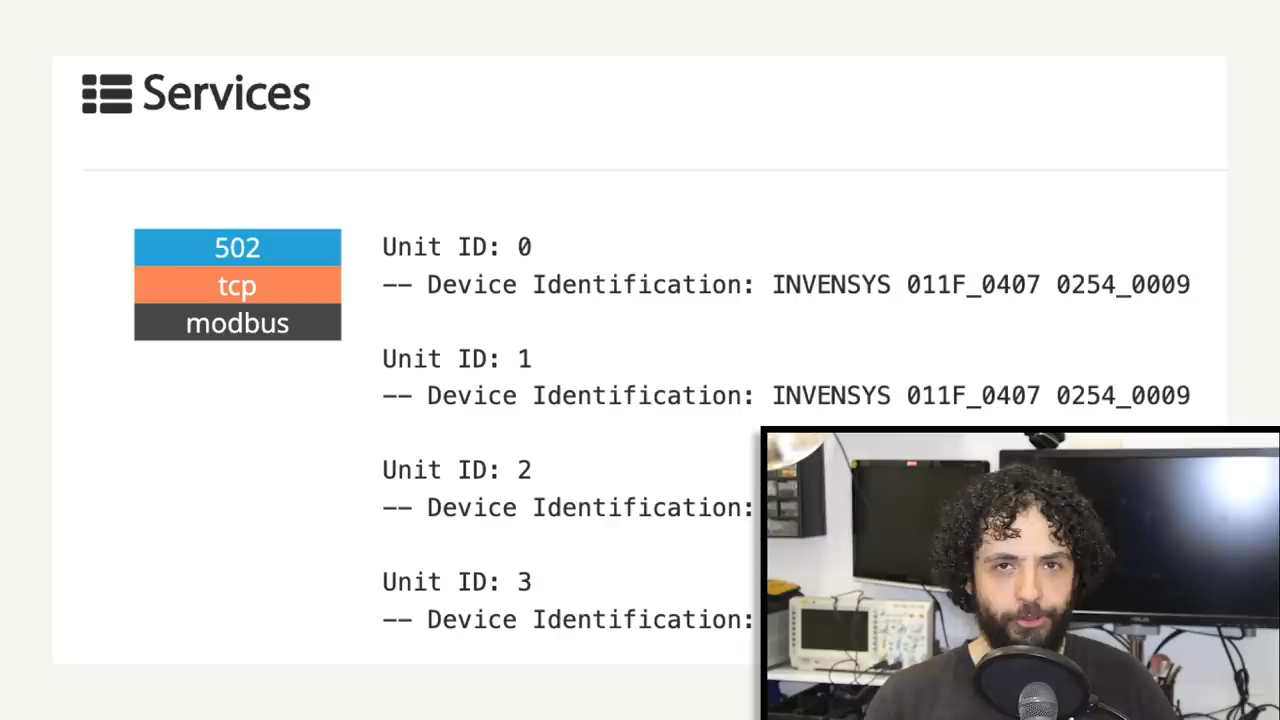 Services
502
tcp
modbus
Unit ID: 0
-- Device Identification: INVENSYS 011F_0407 0254_0009
Unit ID: 1
-- Device Identification: INVENSYS 011F_0407 0254_0009
Unit ID: 2
-- Device Identification:
Unit ID: 3
-- Device Identification: